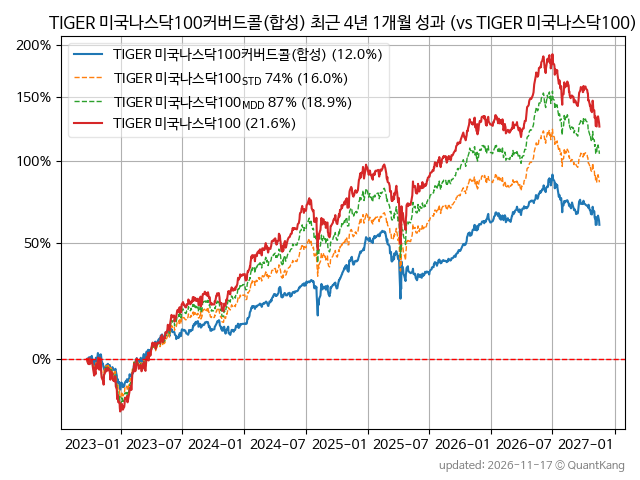 TIGER 미국나스닥100커버드콜(합성) 최근 4년 1개월 성과 (vs TIGER 미국나스닥100)
200%
150%
100%
50%
0%
TIGER 미국나스닥100커버드콜(합성) (12.0%)
TIGER 미국나스닥100STD 74% (16.0%)
TIGER 미국나스닥100MDD 87% (18.9%)
TIGER 미국나스닥100 (21.6%)
2023-01 2023-07 2024-01 2024-07 2025-01 2025-07 2026-01 2026-07 2027-01
updated: 2026-11-17 © QuantKang